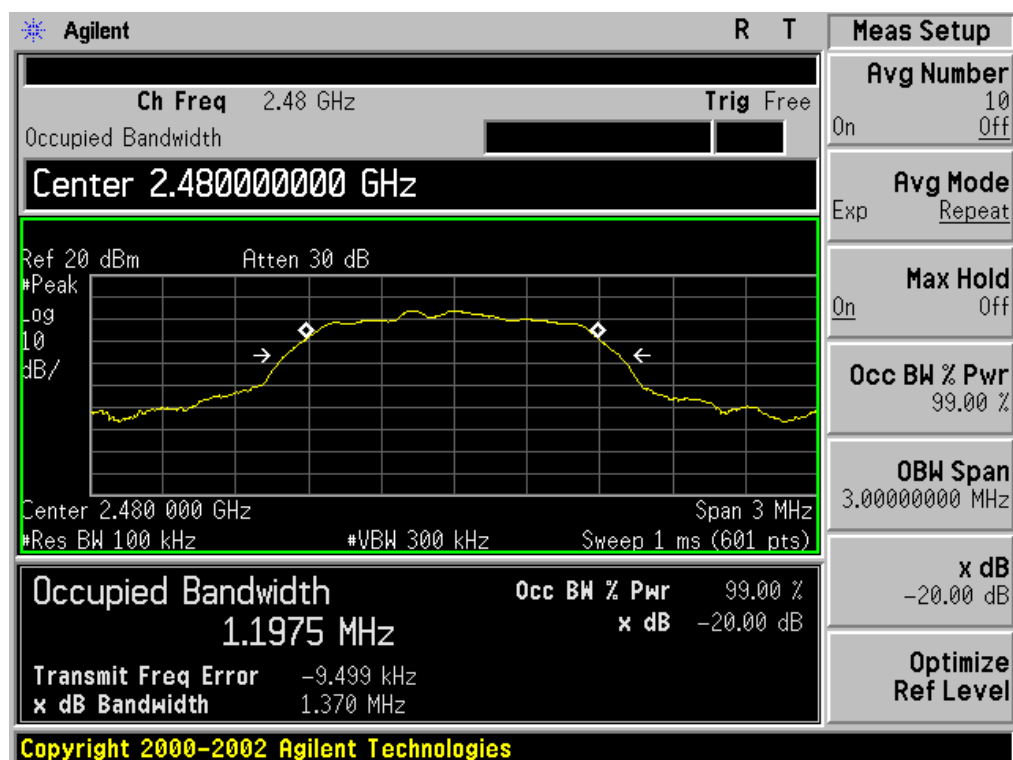 Agilent R T
Ch Freq 2.48 GHz Trig Free
Occupied Bandwidth
Center 2.480000000 GHz
Ref 20 dBm Atten 30 dB
#Peak
Log
10
dB/
Center 2.480 000 GHz Span 3 MHz
#Res BW 100 kHz #VBW 300 kHz Sweep 1 ms (601 pts)
Occupied Bandwidth Occ BW % Pwr 99.00 %
1.1975 MHz x dB -20.00 dB
Transmit Freq Error -9.499 kHz
x dB Bandwidth 1.370 MHz
Copyright 2000-2002 Agilent Technologies
Meas Setup
Avg Number
10
On Off
Avg Mode
Exp Repeat
Max Hold
On Off
Occ BW % Pwr
99.00 %
OBW Span
3.00000000 MHz
x dB
-20.00 dB
Optimize
Ref Level